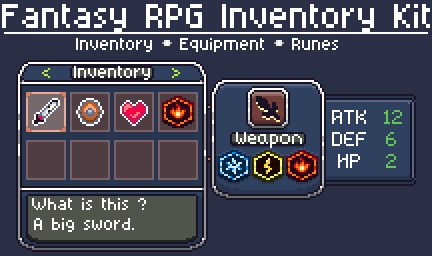 Fantasy RPG Inventory Kit
Inventory • Equipment • Runes
< Inventory >
What is this ?
A big sword.
Weapon
ATK 12
DEF 6
HP 2